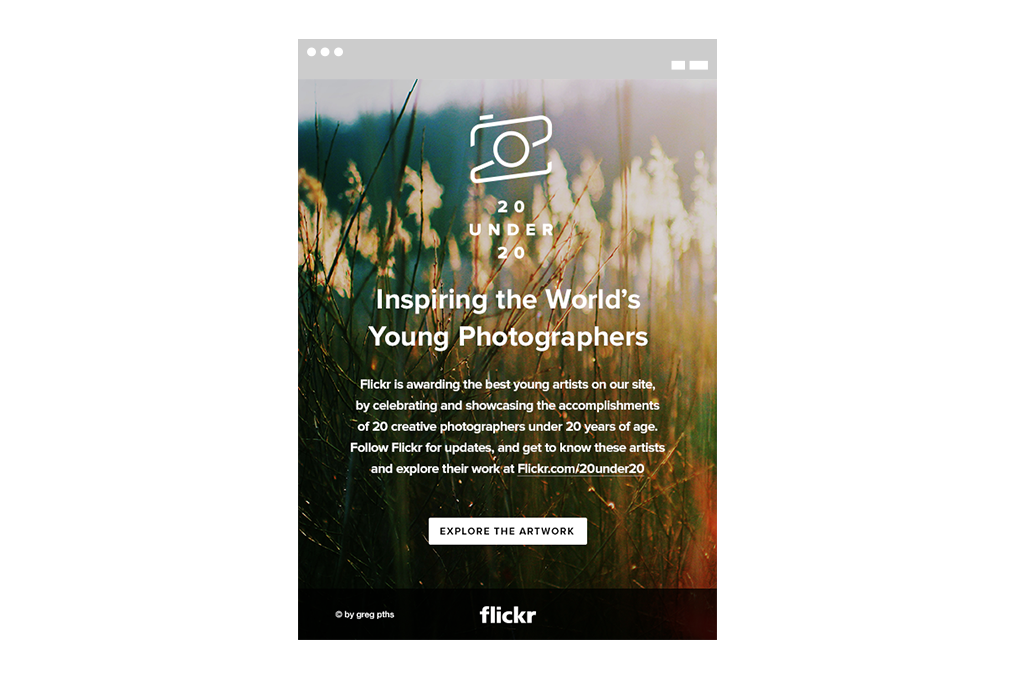 20
UNDER
20
Inspiring the World’s
Young Photographers
Flickr is awarding the best young artists on our site,
by celebrating and showcasing the accomplishments
of 20 creative photographers under 20 years of age.
Follow Flickr for updates, and get to know these artists
and explore their work at Flickr.com/20under20
EXPLORE THE ARTWORK
© by greg pths
flickr